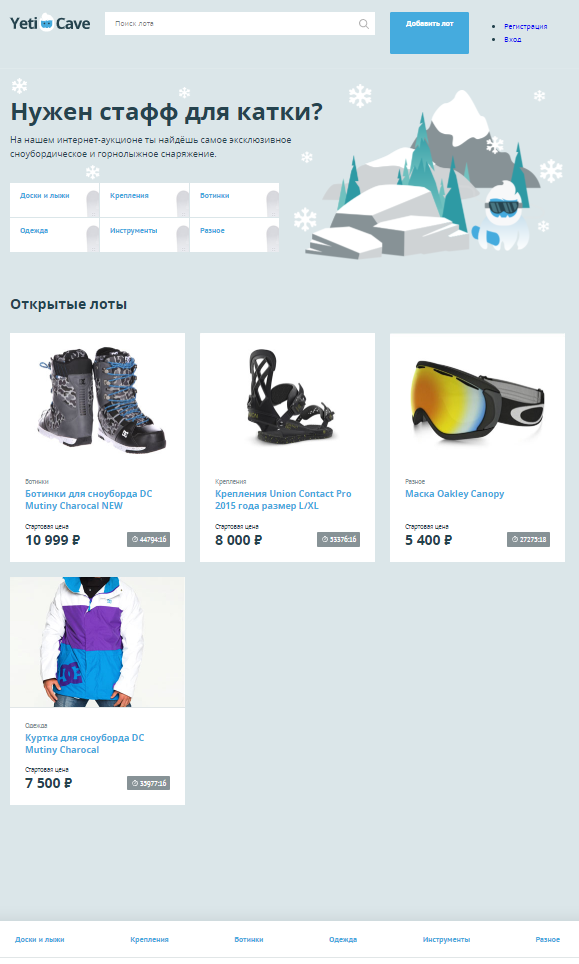 Yeti Cave
Поиск лота
Добавить лот
Регистрация
Вход
Нужен стафф для катки?
На нашем интернет-аукционе ты найдёшь самое эксклюзивное
сноубордическое и горнолыжное снаряжение.
Доски и лыжи
Крепления
Ботинки
Одежда
Инструменты
Разное
Открытые лоты
Ботинки
Ботинки для сноуборда DC
Mutiny Charocal NEW
Стартовая цена
10 999 ₽
44794:16
Крепления
Крепления Union Contact Pro
2015 года размер L/XL
Стартовая цена
8 000 ₽
53376:16
Разное
Маска Oakley Canopy
Стартовая цена
5 400 ₽
27273:18
Одежда
Куртка для сноуборда DC
Mutiny Charocal
Стартовая цена
7 500 ₽
35977:16
Доски и лыжи
Крепления
Ботинки
Одежда
Инструменты
Разное